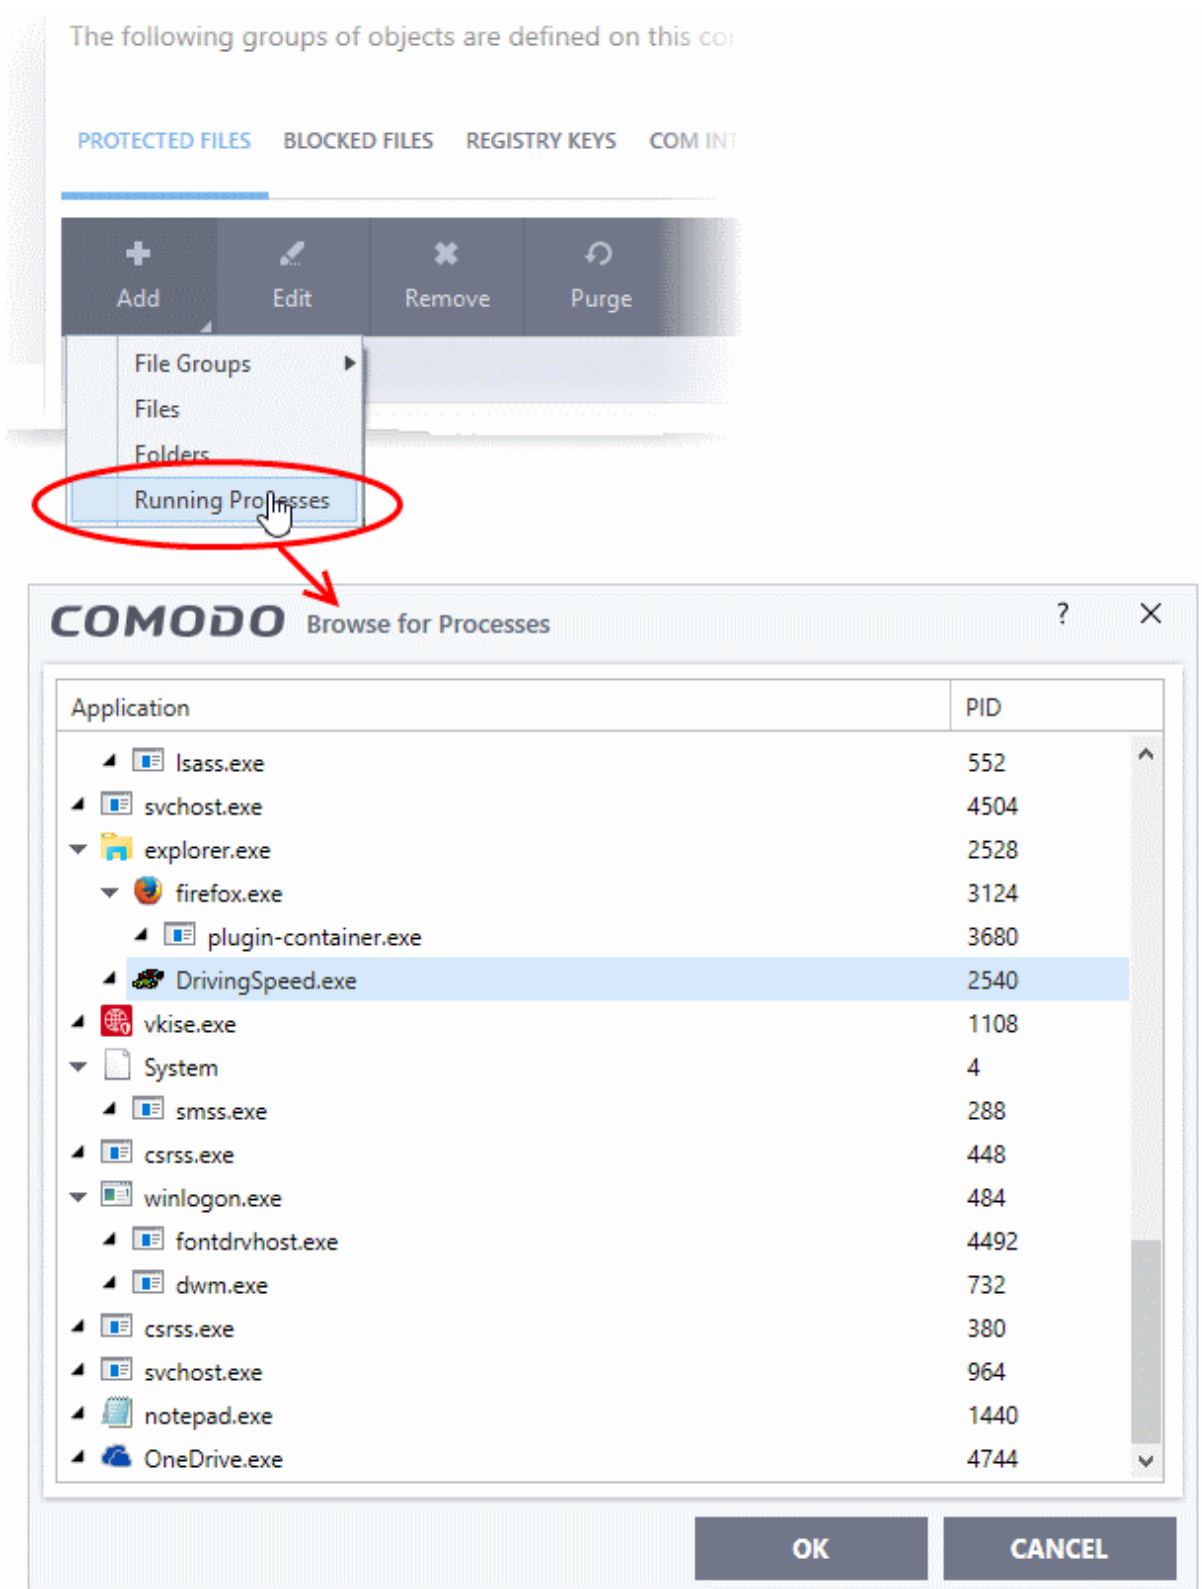 The following groups of objects are defined on this co
PROTECTED FILES BLOCKED FILES REGISTRY KEYS COM INT
Add Edit Remove Purge
File Groups
Files
Folders
Running Processes
COMODO Browse for Processes ?
Application PID
lsass.exe 552
svchost.exe 4504
explorer.exe 2528
firefox.exe 3124
plugin-container.exe 3680
DrivingSpeed.exe 2540
vkise.exe 1108
System 4
smss.exe 288
csrss.exe 448
winlogon.exe 484
fontdrvhost.exe 4492
dwm.exe 732
csrss.exe 380
svchost.exe 964
notepad.exe 1440
OneDrive.exe 4744
OK CANCEL